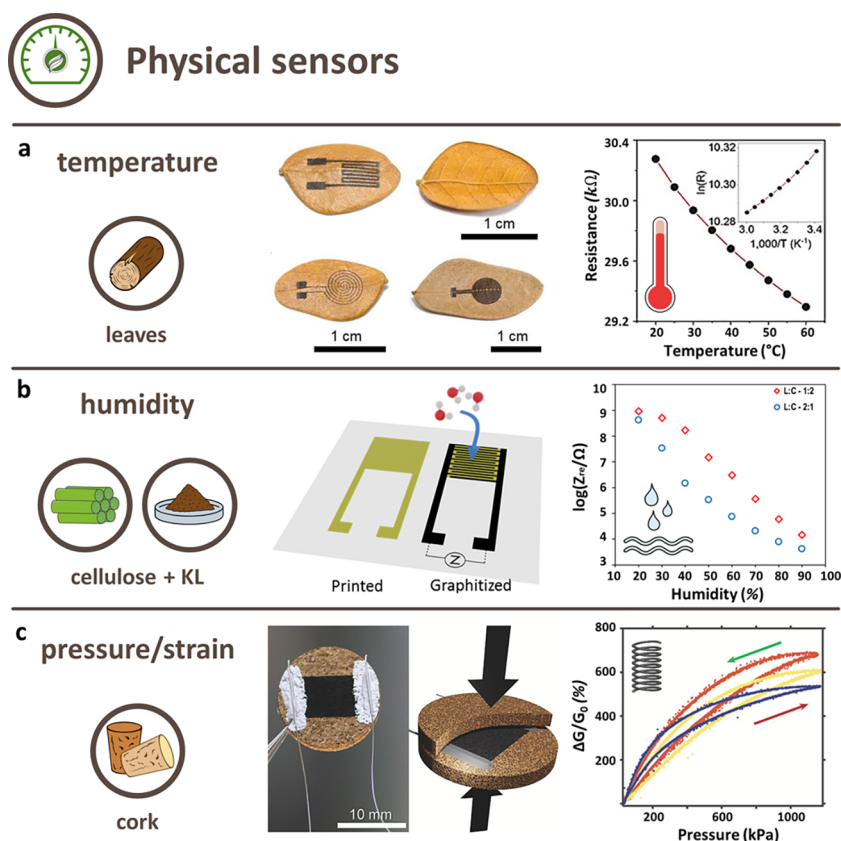 Physical sensors
a
temperature
leaves
1 cm
1 cm
1 cm
30.4
30.0
29.6
29.2
Resistance (kΩ)
20 30 40 50 60
Temperature (°C)
10.32
10.30
10.28
ln(R)
3.0 3.1 3.2 3.3 3.4
1,000/T (K⁻¹)
b
humidity
cellulose + KL
Printed
Graphitized
Z
10
9
8
7
6
5
4
3
log(Zre/Ω)
L:C - 1:2
L:C - 2:1
10 20 30 40 50 60 70 80 90 100
Humidity (%)
c
pressure/strain
cork
10 mm
800
600
400
200
ΔG/G₀ (%)
200 600 1000
Pressure (kPa)